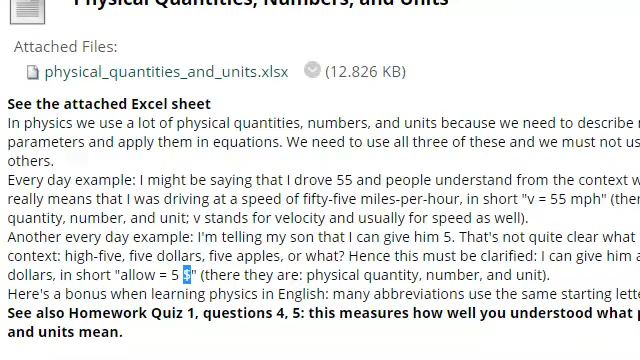 Physical Quantities, Numbers, and Units
Attached Files:
physical_quantities_and_units.xlsx (12.826 KB)
See the attached Excel sheet
In physics we use a lot of physical quantities, numbers, and units because we need to describe
parameters and apply them in equations. We need to use all three of these and we must not
others.
Every day example: I might be saying that I drove 55 and people understand from the context
really means that I was driving at a speed of fifty-five miles-per-hour, in short "v = 55 mph"
quantity, number, and unit; v stands for velocity and usually for speed as well).
Another every day example: I'm telling my son that I can give him 5. That's not quite clear what
context: high-five, five dollars, five apples, or what? Hence this must be clarified: I can give him
dollars, in short "allow = 5 $" (there they are: physical quantity, number, and unit).
Here's a bonus when learning physics in English: many abbreviations use the same starting
See also Homework Quiz 1, questions 4, 5: this measures how well you understood what
and units mean.